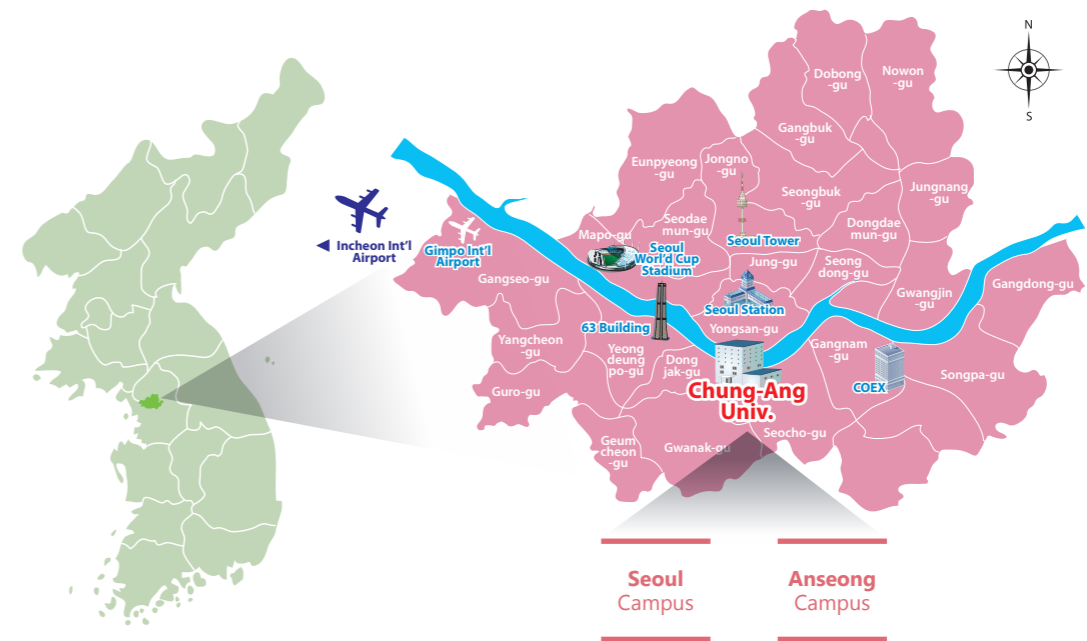 N
S
Dobong
-gu
Nowon
-gu
Gangbuk
-gu
Eunpyeong
-gu
Jongno
-gu
Seongbuk
-gu
Jungnang
-gu
Incheon Int'l
Airport
Gimpo Int'l
Airport
Mapo-gu
Seodae
mun-gu
Seoul Tower
Dongdae
mun-gu
Seoul
Worl'd Cup
Stadium
Jung-gu
Seong
dong-gu
Gangseo-gu
Gwangjin
-gu
Gangdong-gu
Seoul Station
63 Building
Yongsan-gu
Yangcheon
-gu
Yeong
deung
po-gu
Dong
jak-gu
Gangnam
-gu
COEX
Songpa-gu
Guro-gu
Chung-Ang
Univ.
Geum
cheon
-gu
Gwanak-gu
Seocho-gu
Seoul
Campus
Anseong
Campus